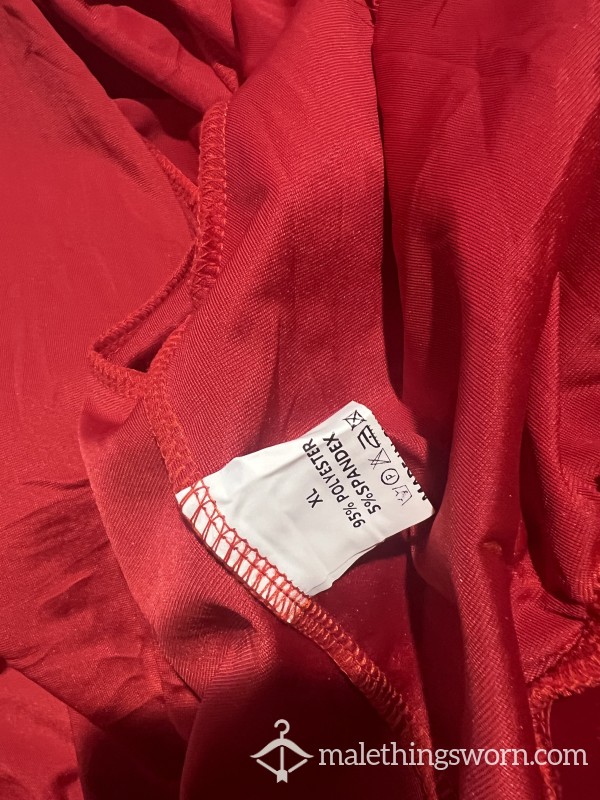 XL
95% POLYESTER
5%SPANDEX
malethingsworn.com